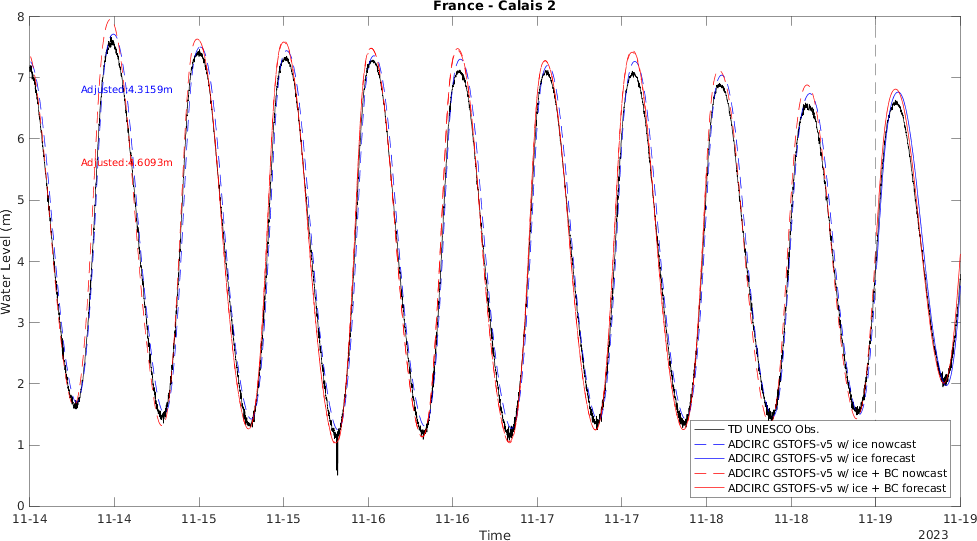 France - Calais 2
8
7
6
5
4
3
2
1
0
Water Level (m)
Adjusted:4.3159m
Adjusted:4.6093m
TD UNESCO Obs.
ADCIRC GSTOFS-v5 w/ ice nowcast
ADCIRC GSTOFS-v5 w/ ice forecast
ADCIRC GSTOFS-v5 w/ ice + BC nowcast
ADCIRC GSTOFS-v5 w/ ice + BC forecast
11-14 11-14 11-15 11-15 11-16 11-16 11-17 11-17 11-18 11-18 11-19 11-19
Time
2023